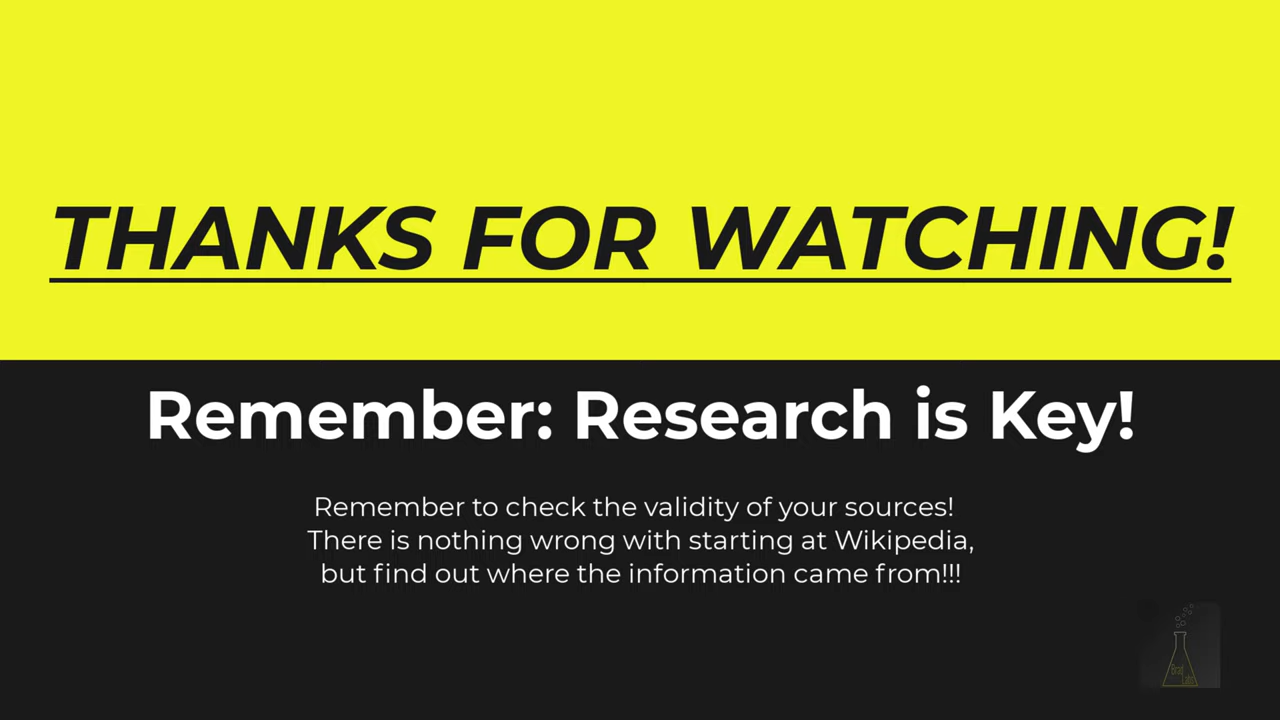 THANKS FOR WATCHING!
Remember: Research is Key!
Remember to check the validity of your sources!
There is nothing wrong with starting at Wikipedia,
but find out where the information came from!!!